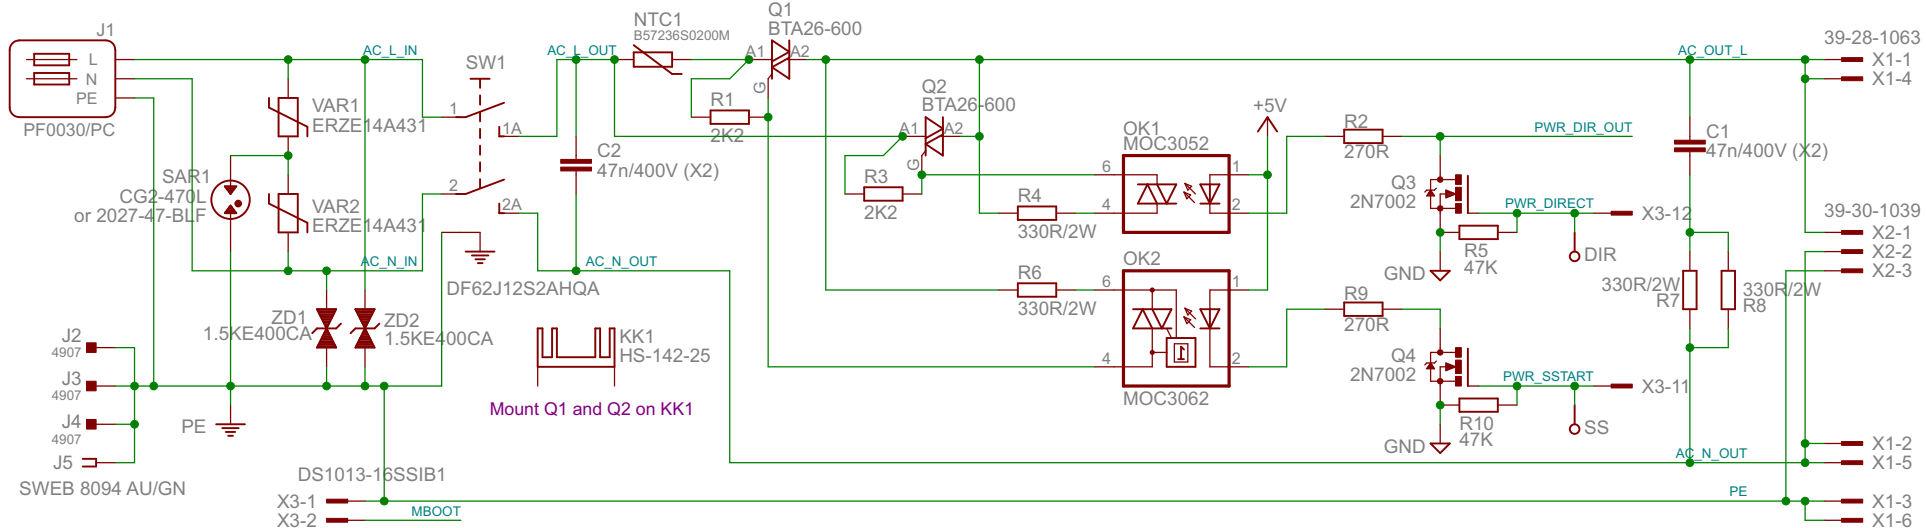 J1
L
N
PE
PF0030/PC
AC_L_IN
VAR1
ERZE14A431
SAR1
CG2-470L
or 2027-47-BLF
VAR2
ERZE14A431
AC_N_IN
SW1
1
1A
2
2A
DF62J12S2AHQA
ZD1
1.5KE400CA
ZD2
1.5KE400CA
J2
4907
J3
4907
J4
4907
J5
SWEB 8094 AU/GN
PE
DS1013-16SSIB1
X3-1
X3-2
MBOOT
KK1
HS-142-25
Mount Q1 and Q2 on KK1
AC_L_OUT
C2
47n/400V (X2)
AC_N_OUT
NTC1
B57236S0200M
Q1
BTA26-600
A1
A2
G
R1
2K2
Q2
BTA26-600
A1
A2
G
R3
2K2
R4
330R/2W
R6
330R/2W
OK1
MOC3052
6
4
1
2
OK2
6
4
1
2
MOC3062
+5V
R2
270R
PWR_DIR_OUT
Q3
2N7002
PWR_DIRECT
X3-12
R5
47K
DIR
GND
R9
270R
Q4
2N7002
PWR_SSTART
X3-11
R10
47K
SS
GND
AC_OUT_L
C1
47n/400V (X2)
330R/2W
R7
330R/2W
R8
AC_N_OUT
PE
39-28-1063
X1-1
X1-4
39-30-1039
X2-1
X2-2
X2-3
X1-2
X1-5
X1-3
X1-6